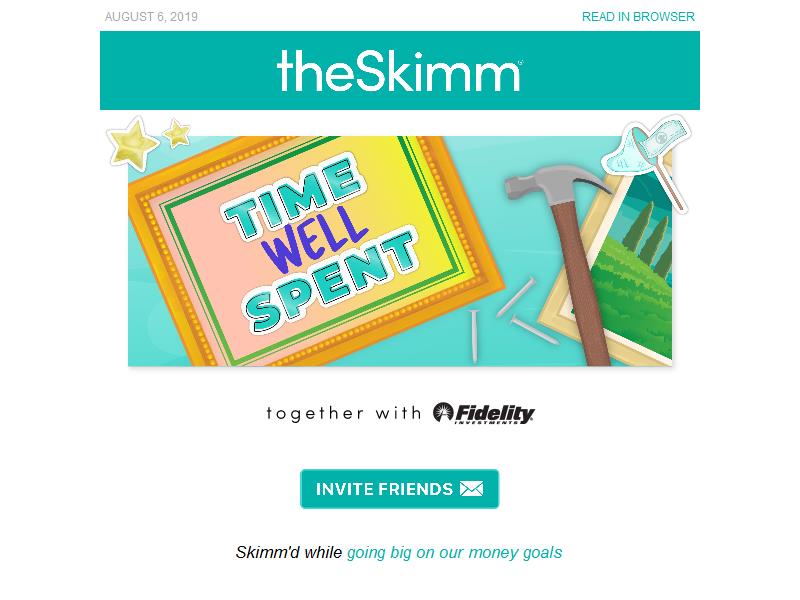 AUGUST 6, 2019
READ IN BROWSER
theSkimm®
TIME
WELL
SPENT
together with Fidelity
INVESTMENTS
INVITE FRIENDS
Skimm'd while going big on our money goals